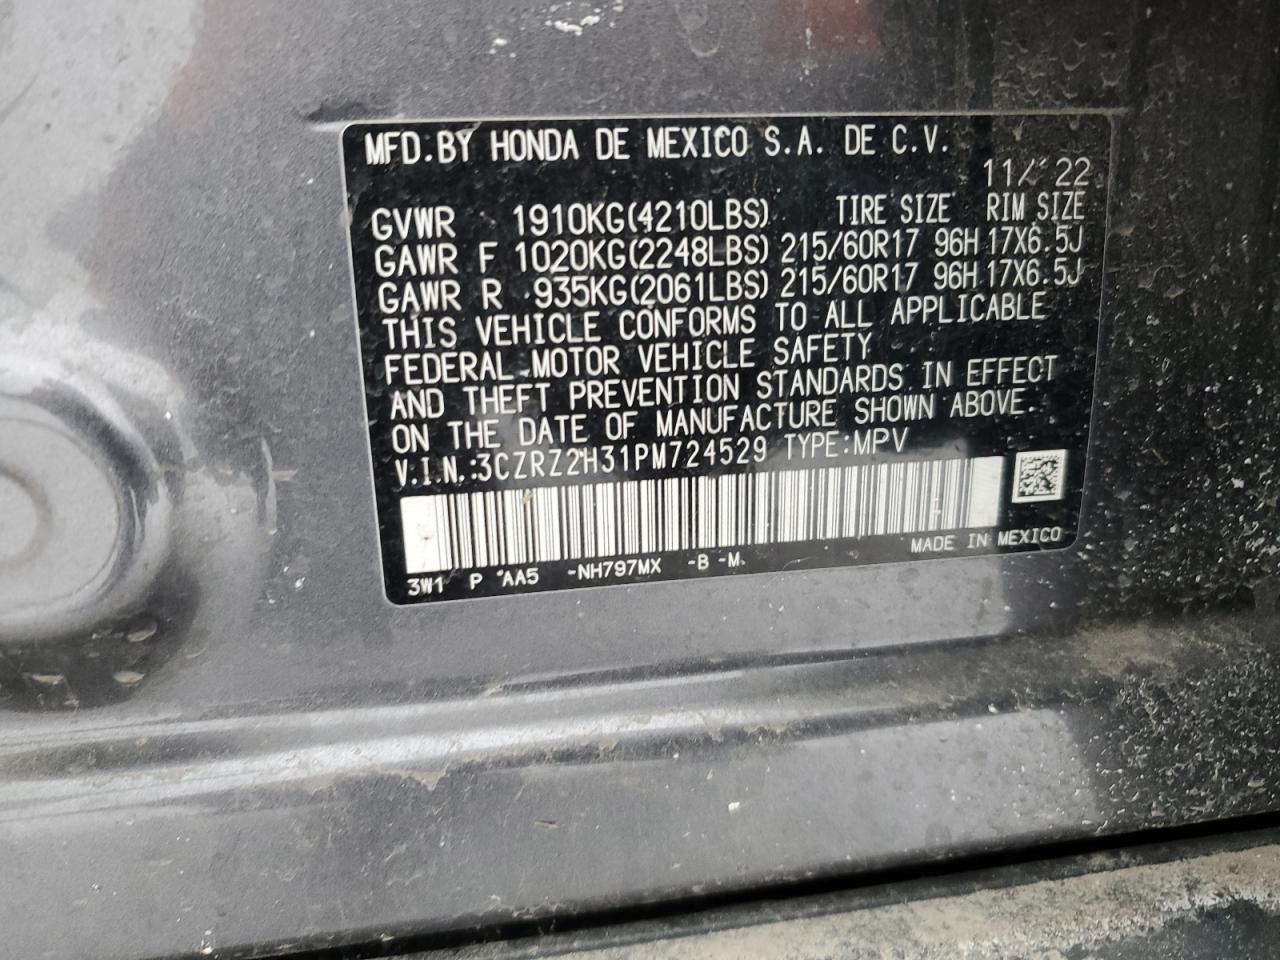 MFD.BY HONDA DE MEXICO S.A. DE C.V.
11/ 22
GVWR 1910KG(4210LBS) TIRE SIZE RIM SIZE
GAWR F 1020KG(2248LBS) 215/60R17 96H 17X6.5J
GAWR R 935KG(2061LBS) 215/60R17 96H 17X6.5J
THIS VEHICLE CONFORMS TO ALL APPLICABLE
FEDERAL MOTOR VEHICLE SAFETY
AND THEFT PREVENTION STANDARDS IN EFFECT
ON THE DATE OF MANUFACTURE SHOWN ABOVE.
V.I.N.:3CZRZ2H31PM724529 TYPE:MPV
MADE IN MEXICO
3W1 P AA5 -NH797MX -B -M